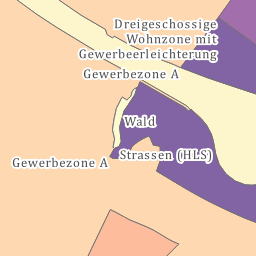 Dreigeschossige
Wohnzone mit
Gewerbeerleichterung
Gewerbezone A
Wald
Strassen (HLS)
Gewerbezone A